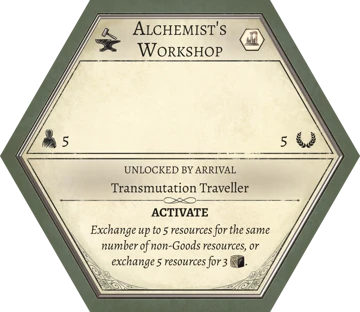 Alchemist's
Workshop
5
5
UNLOCKED BY ARRIVAL
Transmutation Traveller
ACTIVATE
Exchange up to 5 resources for the same
number of non-Goods resources, or
exchange 5 resources for 3 .